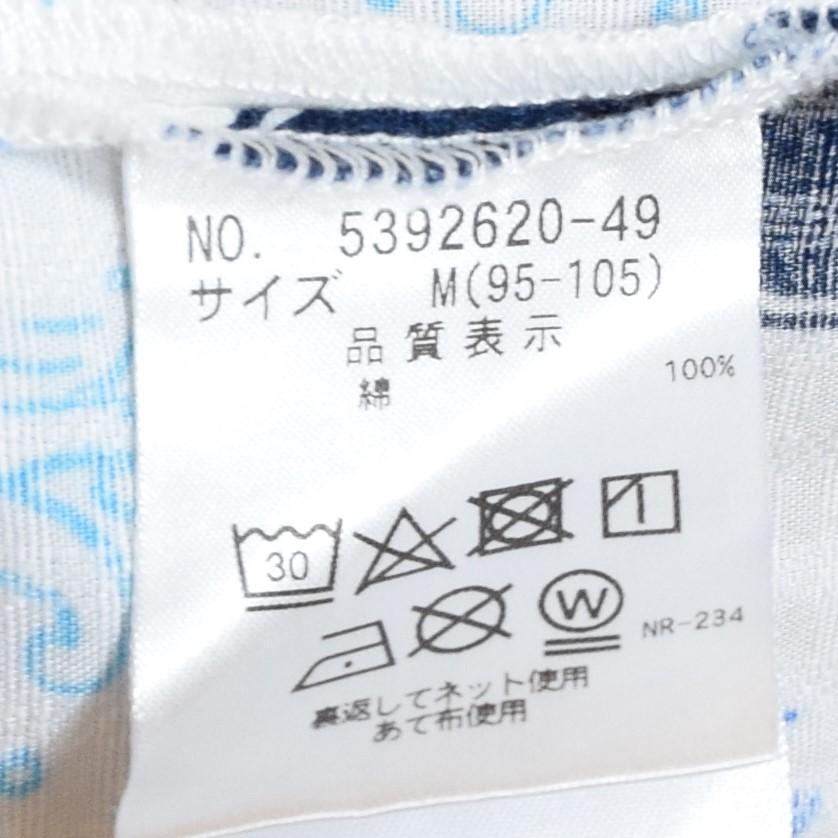 NO. 5392620-49
サイズ M(95-105)
品質表示
綿 100%
30
W
NR-234
裏返してネット使用
あて布使用